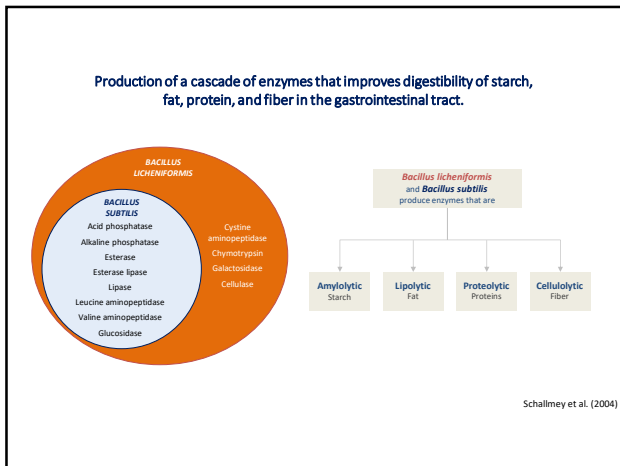 Production of a cascade of enzymes that improves digestibility of starch,
fat, protein, and fiber in the gastrointestinal tract.
BACILLUS
LICHENIFORMIS
BACILLUS
SUBTILIS
Acid phosphatase
Alkaline phosphatase
Esterase
Esterase lipase
Lipase
Leucine aminopeptidase
Valine aminopeptidase
Glucosidase
Cystine
aminopeptidase
Chymotrypsin
Galactosidase
Cellulase
Bacillus licheniformis
and Bacillus subtilis
produce enzymes that are
Amylolytic
Starch
Lipolytic
Fat
Proteolytic
Proteins
Cellulolytic
Fiber
Schallmey et al. (2004)